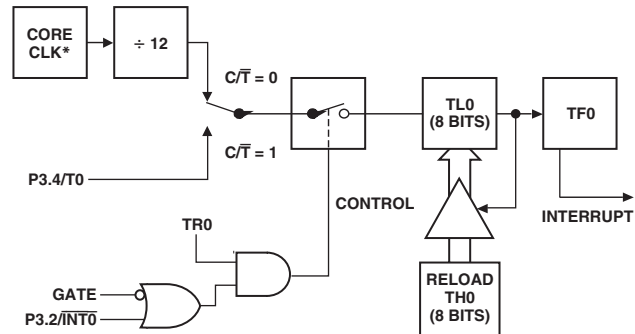 CORE
CLK*
÷ 12
C/T̅ = 0
C/T̅ = 1
P3.4/T0
TL0
(8 BITS)
TF0
CONTROL
INTERRUPT
TR0
GATE
P3.2/I̅N̅T̅0̅
RELOAD
TH0
(8 BITS)